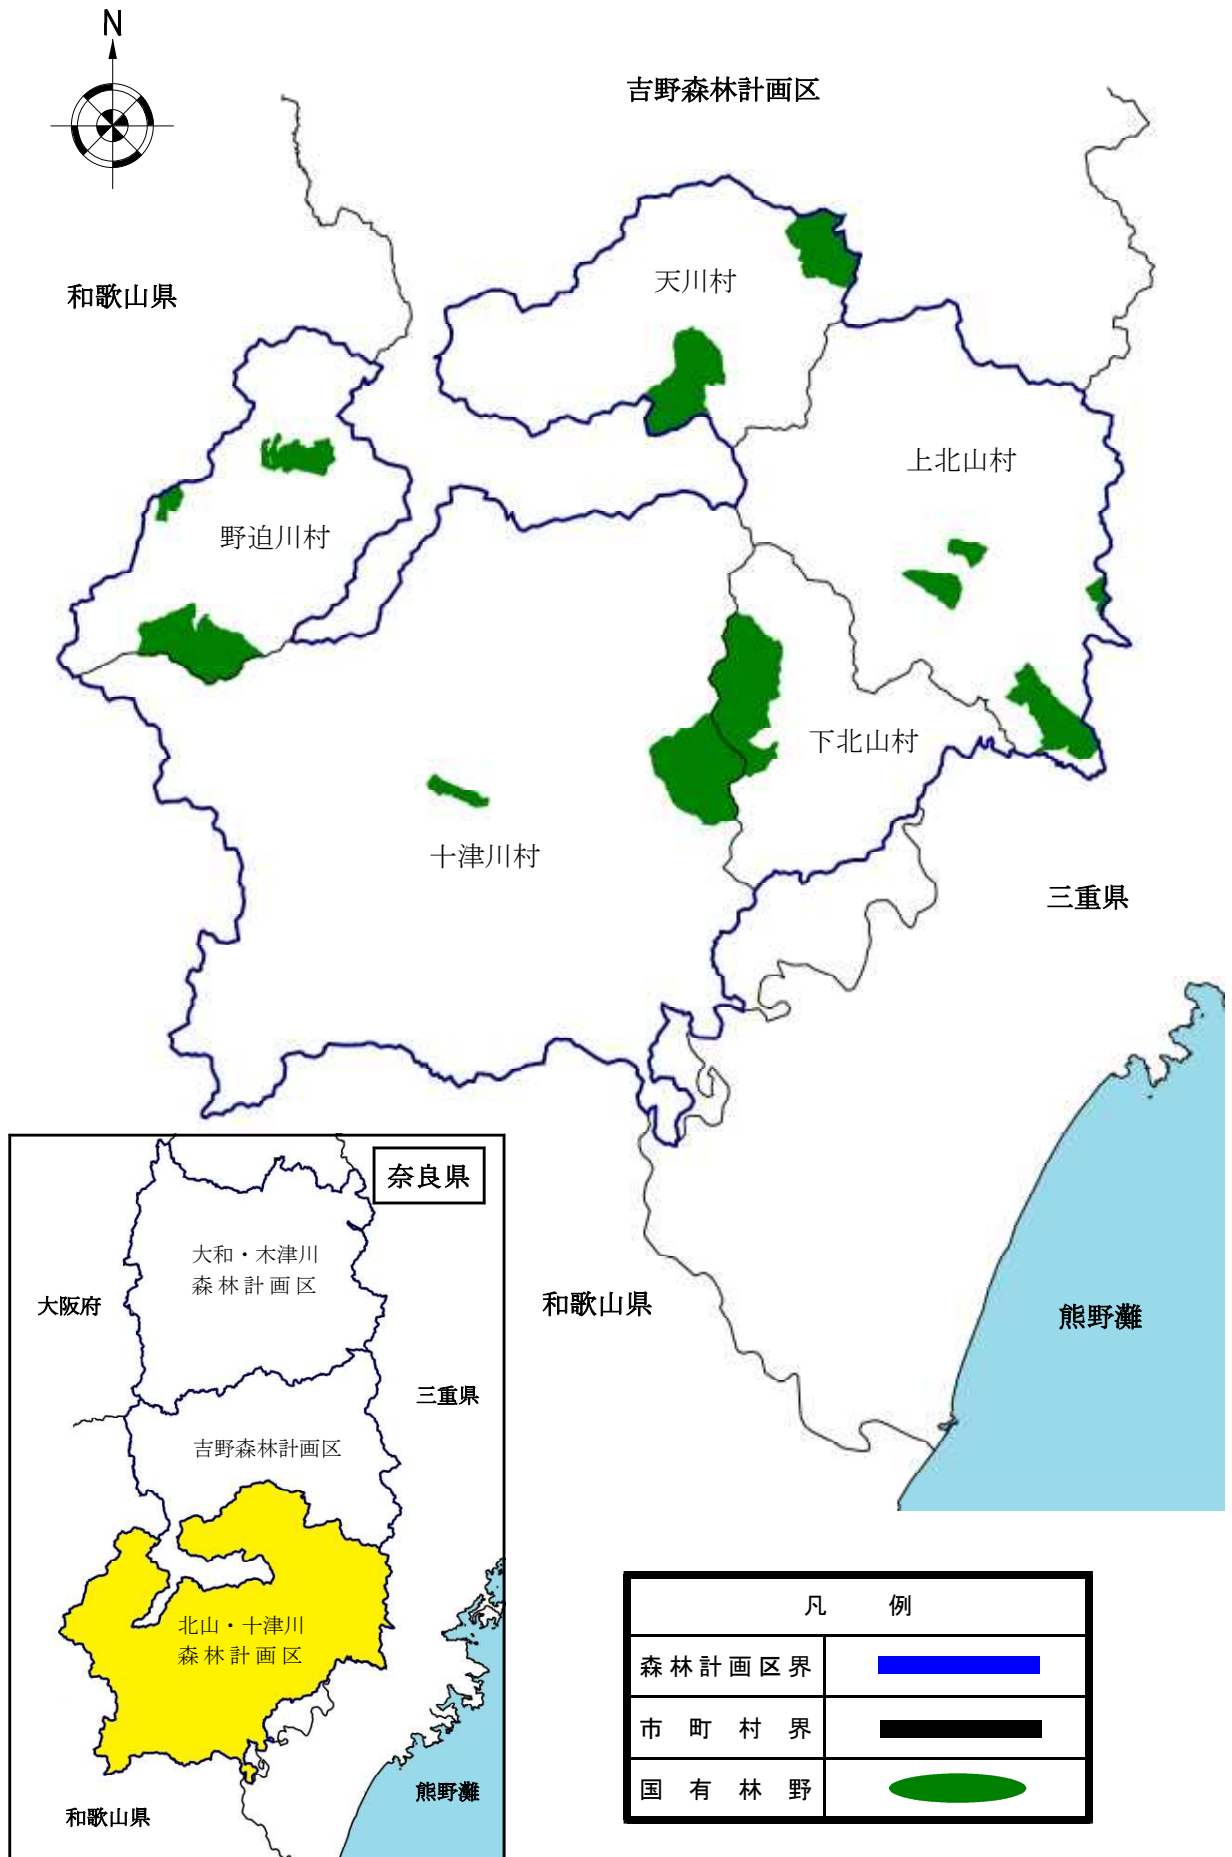 N
吉野森林計画区
和歌山県
天川村
上北山村
野迫川村
下北山村
十津川村
三重県
和歌山県
熊野灘
奈良県
大和・木津川
森林計画区
大阪府
三重県
吉野森林計画区
北山・十津川
森林計画区
熊野灘
和歌山県
凡 例
森林計画区界
市町村界
国有林野